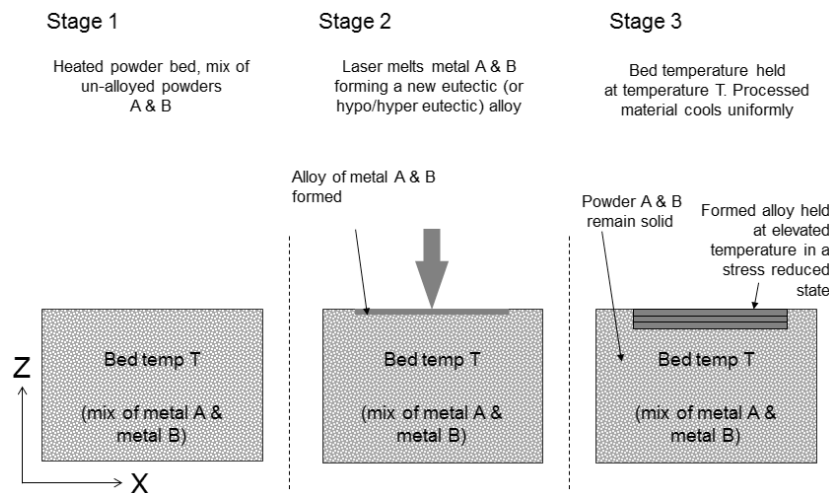 Stage 1
Heated powder bed, mix of
un-alloyed powders
A & B
Bed temp T
(mix of metal A &
metal B)
Z
X
Stage 2
Laser melts metal A & B
forming a new eutectic (or
hypo/hyper eutectic) alloy
Alloy of metal A & B
formed
Bed temp T
(mix of metal A &
metal B)
Stage 3
Bed temperature held
at temperature T. Processed
material cools uniformly
Powder A & B
remain solid
Formed alloy held
at elevated
temperature in a
stress reduced
state
Bed temp T
(mix of metal A &
metal B)